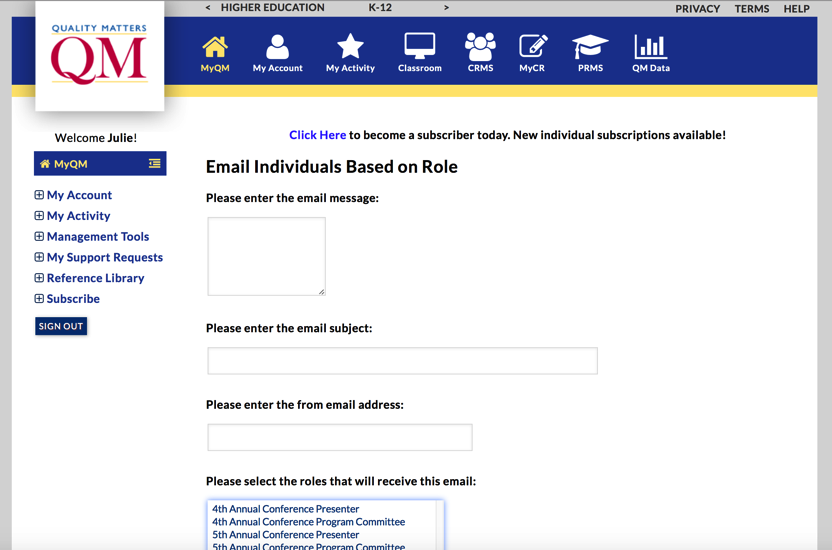 < HIGHER EDUCATION K-12 >
PRIVACY TERMS HELP
QUALITY MATTERS
QM
MyQM
My Account
My Activity
Classroom
CRMS
MyCR
PRMS
QM Data
Welcome Julie!
MyQM
My Account
My Activity
Management Tools
My Support Requests
Reference Library
Subscribe
SIGN OUT
Click Here to become a subscriber today. New individual subscriptions available!
Email Individuals Based on Role
Please enter the email message:
Please enter the email subject:
Please enter the from email address:
Please select the roles that will receive this email:
4th Annual Conference Presenter
4th Annual Conference Program Committee
5th Annual Conference Presenter
5th Annual Conference Program Committee